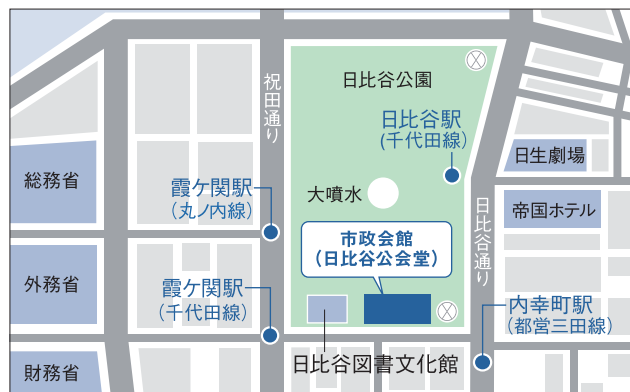 日比谷公園
祝田通り
日比谷駅
(千代田線)
日生劇場
総務省
霞ケ関駅
(丸ノ内線)
大噴水
帝国ホテル
日比谷通り
市政会館
(日比谷公会堂)
外務省
霞ケ関駅
(千代田線)
内幸町駅
(都営三田線)
日比谷図書文化館
財務省